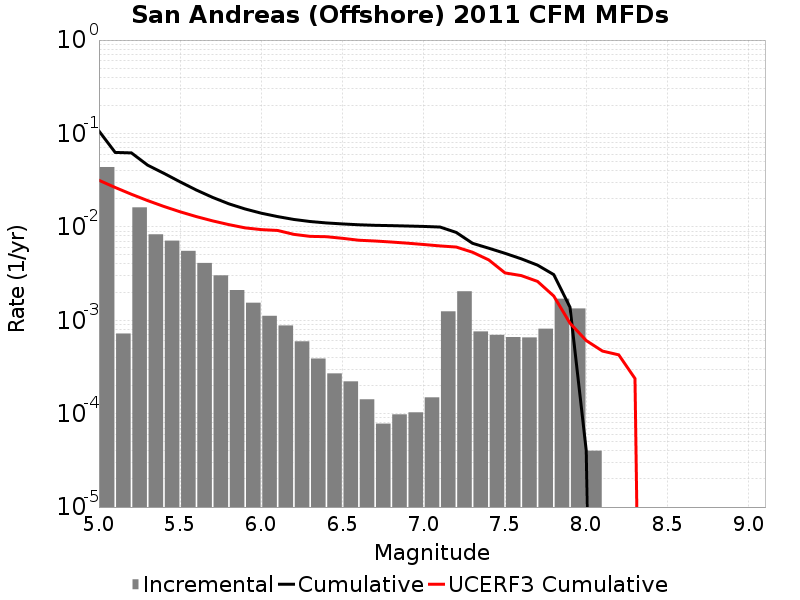 San Andreas (Offshore) 2011 CFM MFDs
10^0
10^-1
10^-2
10^-3
10^-4
10^-5
Rate (1/yr)
5.0 5.5 6.0 6.5 7.0 7.5 8.0 8.5 9.0
Magnitude
Incremental Cumulative UCERF3 Cumulative